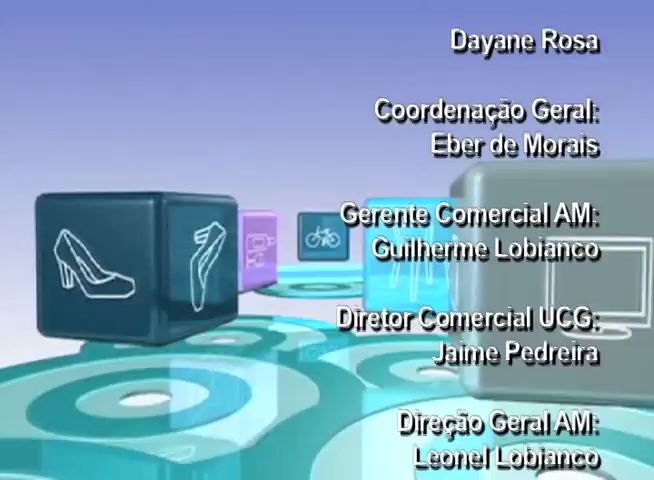 Dayane Rosa
Coordenação Geral:
Eber de Morais
Gerente Comercial AM:
Guilherme Lobianco
Diretor Comercial UCG:
Jaime Pedreira
Direção Geral AM:
Leonel Lobianco